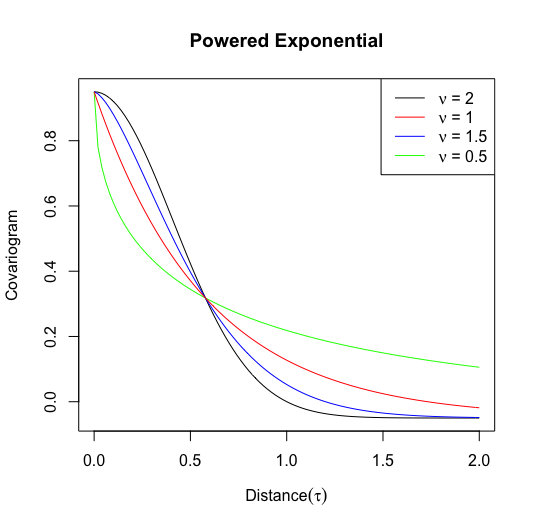 Powered Exponential
ν = 2
ν = 1
ν = 1.5
ν = 0.5
Covariogram
0.8
0.6
0.4
0.2
0.0
0.0 0.5 1.0 1.5 2.0
Distance(τ)